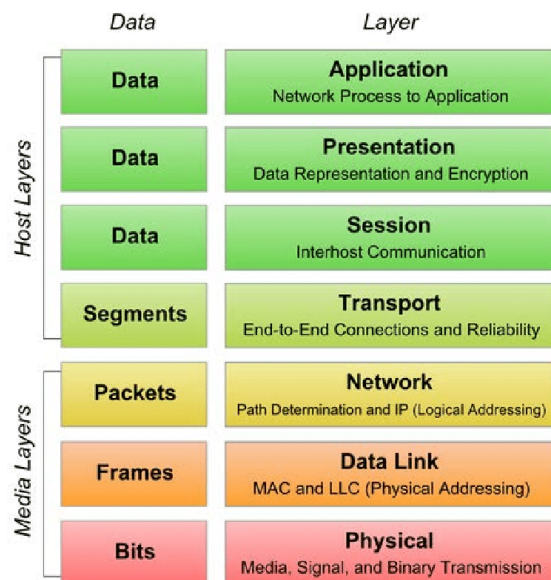 Data Layer
Host Layers
Data
Application
Network Process to Application
Data
Presentation
Data Representation and Encryption
Data
Session
Interhost Communication
Segments
Transport
End-to-End Connections and Reliability
Media Layers
Packets
Network
Path Determination and IP (Logical Addressing)
Frames
Data Link
MAC and LLC (Physical Addressing)
Bits
Physical
Media, Signal, and Binary Transmission